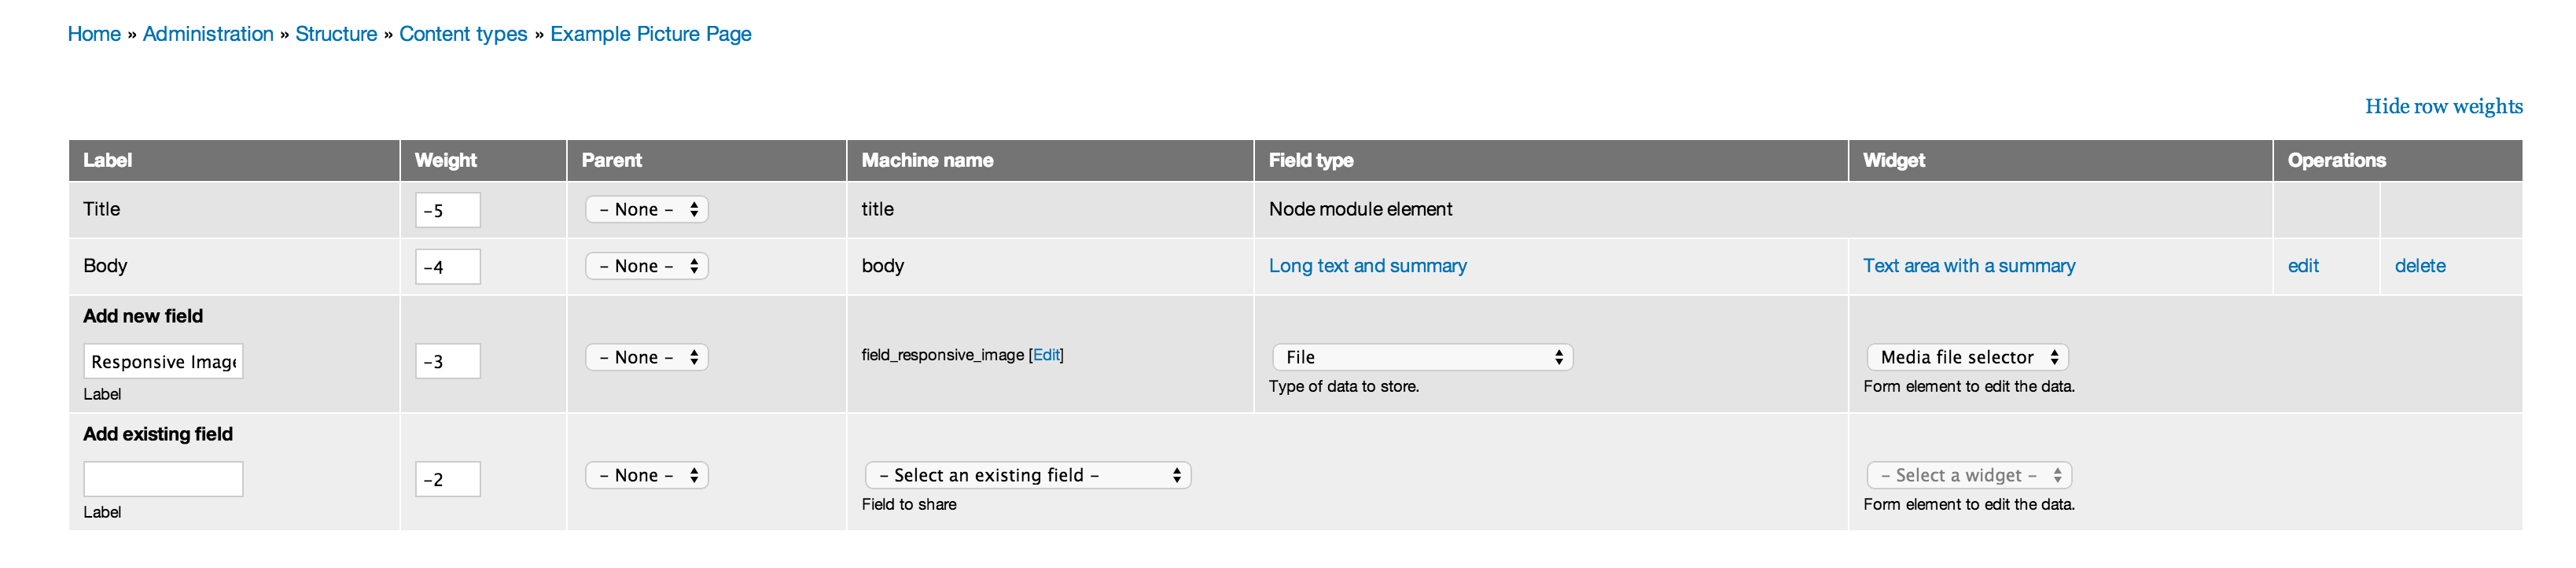 Home » Administration » Structure » Content types » Example Picture Page
Hide row weights
Label Weight Parent Machine name Field type Widget Operations
Title -5 – None – title Node module element
Body -4 – None – body Long text and summary Text area with a summary edit delete
Add new field
Responsive Image -3 – None – field_responsive_image [Edit] File Media file selector
Label Type of data to store. Form element to edit the data.
Add existing field
-2 – None – – Select an existing field – – Select a widget –
Label Field to share Form element to edit the data.